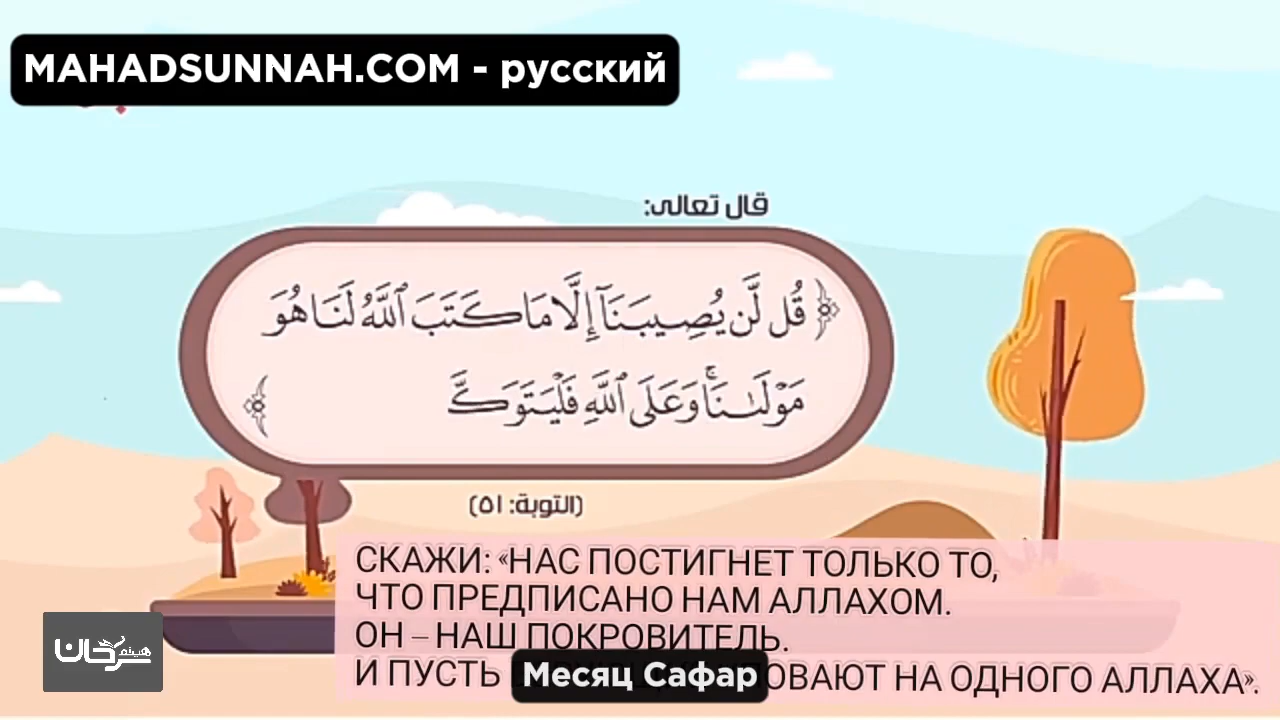 MAHADSUNNAH.COM - русский
قال تعالى:
﴿ قُل لَّن يُصِيبَنَآ إِلَّا مَا كَتَبَ ٱللَّهُ لَنَا هُوَ
مَوْلَىٰنَا ۚ وَعَلَى ٱللَّهِ فَلْيَتَوَكَّ ﴾
(التوبة: ٥١)
СКАЖИ: «НАС ПОСТИГНЕТ ТОЛЬКО ТО,
ЧТО ПРЕДПИСАНО НАМ АЛЛАХОМ.
ОН – НАШ ПОКРОВИТЕЛЬ.
И ПУСТЬ ОВАЮТ НА ОДНОГО АЛЛАХА».
Месяц Сафар